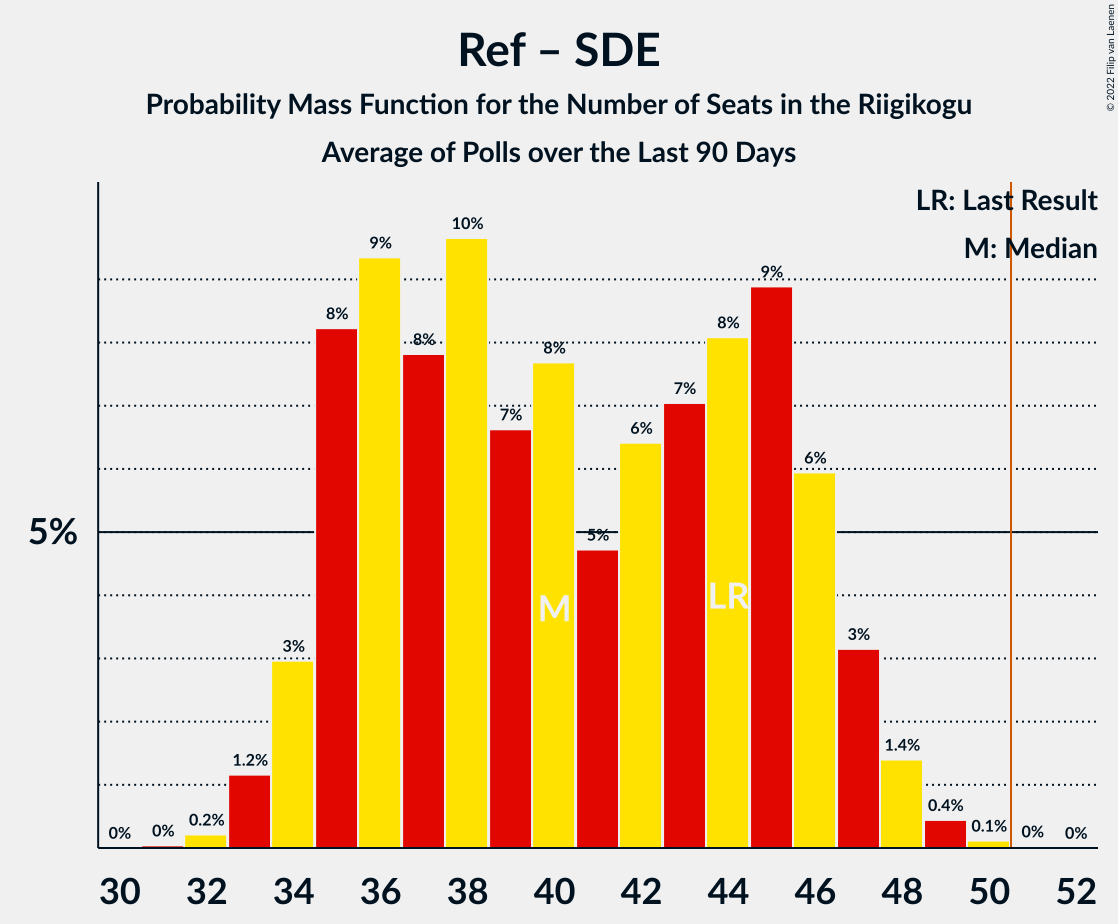 Ref – SDE
Probability Mass Function for the Number of Seats in the Riigikogu
Average of Polls over the Last 90 Days
© 2022 Filip van Laenen
LR: Last Result
M: Median
5%
0%
0%
0.2%
1.2%
3%
8%
9%
8%
10%
7%
8%
5%
6%
7%
8%
9%
6%
3%
1.4%
0.4%
0.1%
0%
0%
M
LR
30 32 34 36 38 40 42 44 46 48 50 52